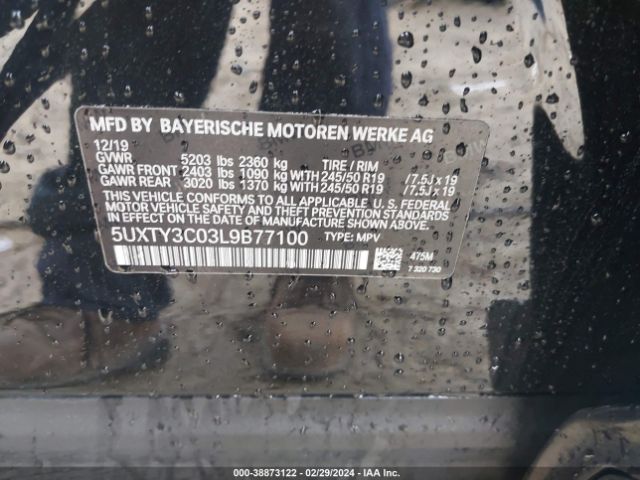 MFD BY BAYERISCHE MOTOREN WERKE AG
12/19
GVWR 5203 lbs 2360 kg TIRE / RIM
GAWR FRONT 2403 lbs 1090 kg WITH 245/50 R19 /7.5J x 19
GAWR REAR 3020 lbs 1370 kg WITH 245/50 R19 /7.5J x 19
THIS VEHICLE CONFORMS TO ALL APPLICABLE U.S. FEDERAL
MOTOR VEHICLE SAFETY AND THEFT PREVENTION STANDARDS
IN EFFECT ON THE DATE OF MANUFACTURE SHOWN ABOVE.
5UXTY3C03L9B77100 TYPE: MPV
475M
7 320 730
000-38873122 / 02/29/2024 / IAA Inc.